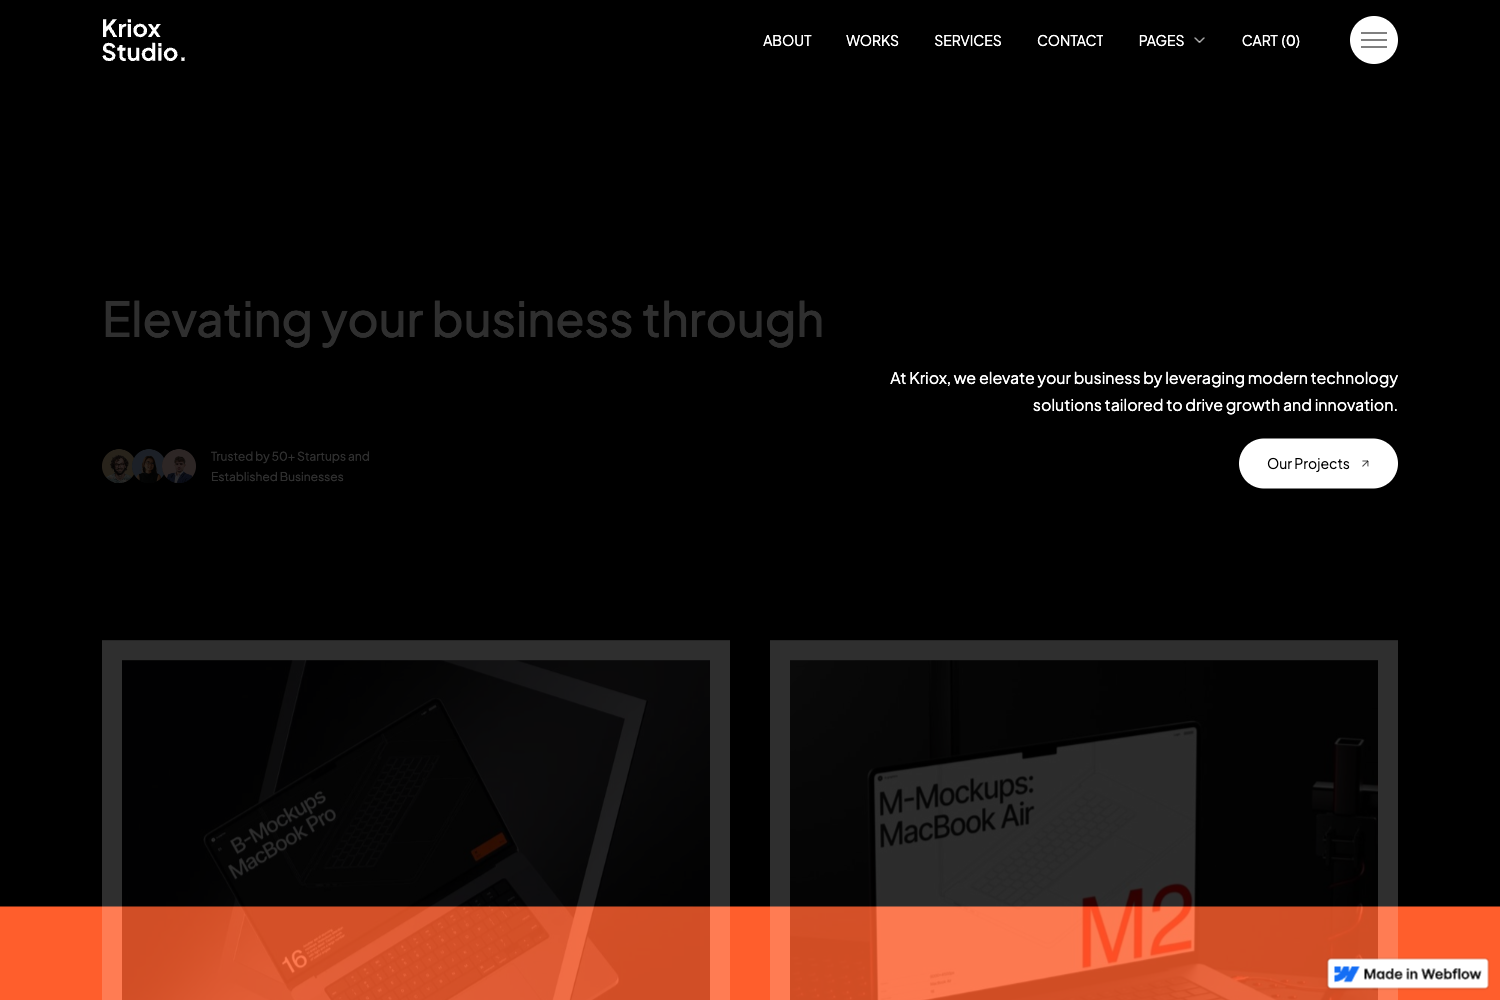 Kriox
Studio.
ABOUT
WORKS
SERVICES
CONTACT
PAGES
CART (0)
Elevating your business through
At Kriox, we elevate your business by leveraging modern technology
solutions tailored to drive growth and innovation.
Trusted by 50+ Startups and
Established Businesses
Our Projects
B-Mockups
MacBook Pro
16
M-Mockups:
MacBook Air
M2
Made in Webflow